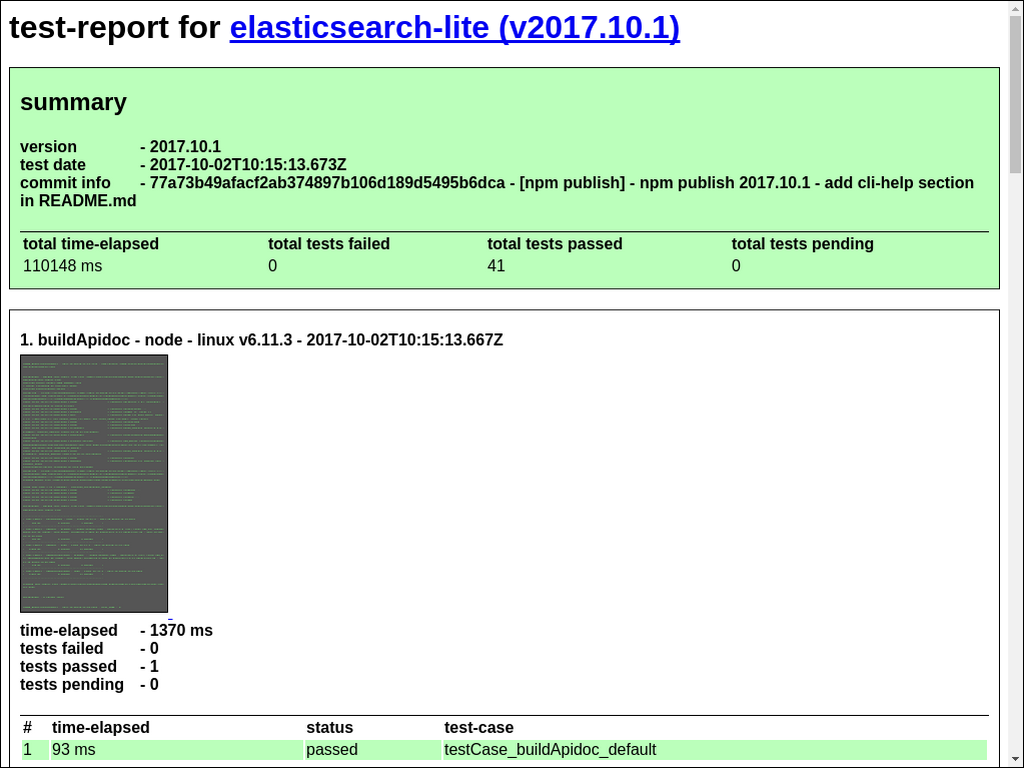 test-report for elasticsearch-lite (v2017.10.1)
summary
version - 2017.10.1
test date - 2017-10-02T10:15:13.673Z
commit info - 77a73b49afacf2ab374897b106d189d5495b6dca - [npm publish] - npm publish 2017.10.1 - add cli-help section
in README.md
total time-elapsed total tests failed total tests passed total tests pending
110148 ms 0 41 0
1. buildApidoc - node - linux v6.11.3 - 2017-10-02T10:15:13.667Z
time-elapsed - 1370 ms
tests failed - 0
tests passed - 1
tests pending - 0
# time-elapsed status test-case
1 93 ms passed testCase_buildApidoc_default